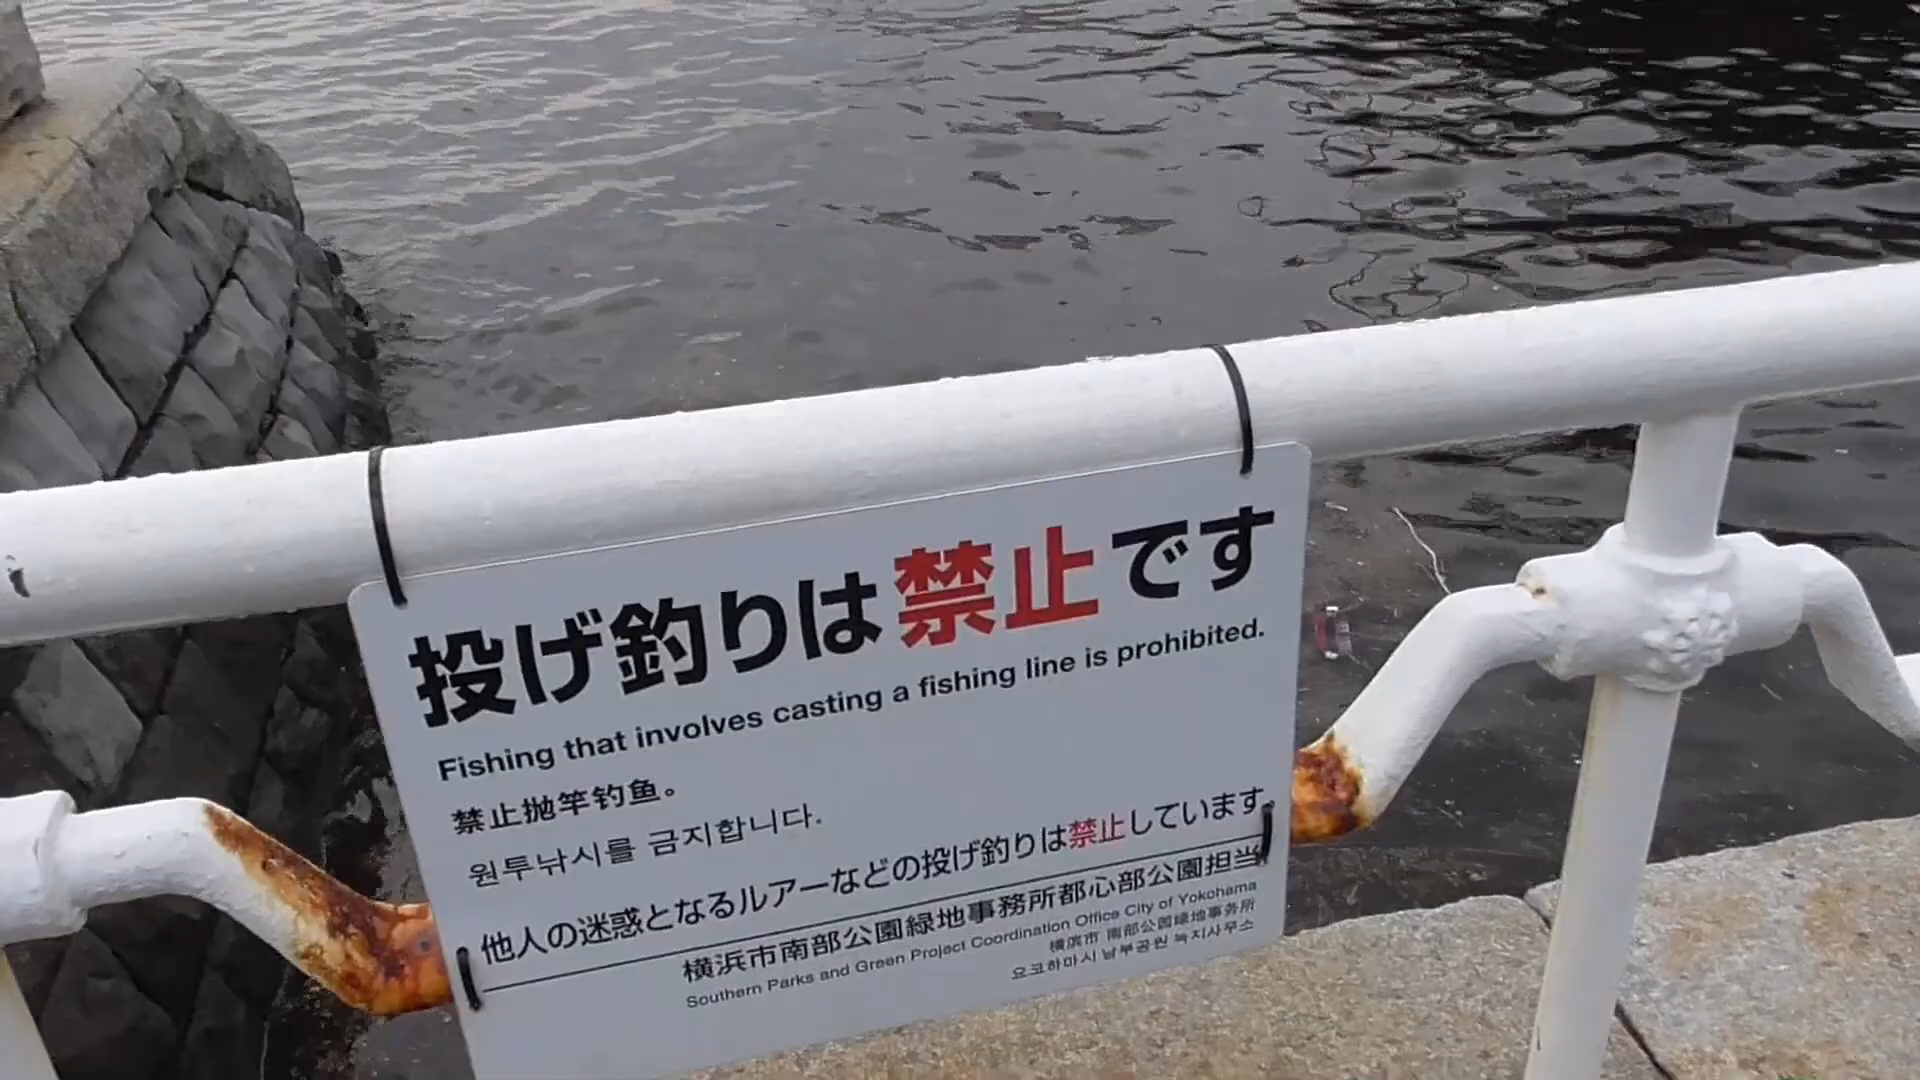 投げ釣りは禁止です
Fishing that involves casting a fishing line is prohibited.
禁止抛竿钓鱼。
원투낚시를 금지합니다.
他人の迷惑となるルアーなどの投げ釣りは禁止しています。
横浜市南部公園緑地事務所都心部公園担当
Southern Parks and Green Project Coordination Office City of Yokohama
横滨市 南部公园绿地事务所
요코하마시 남부공원 녹지사무소